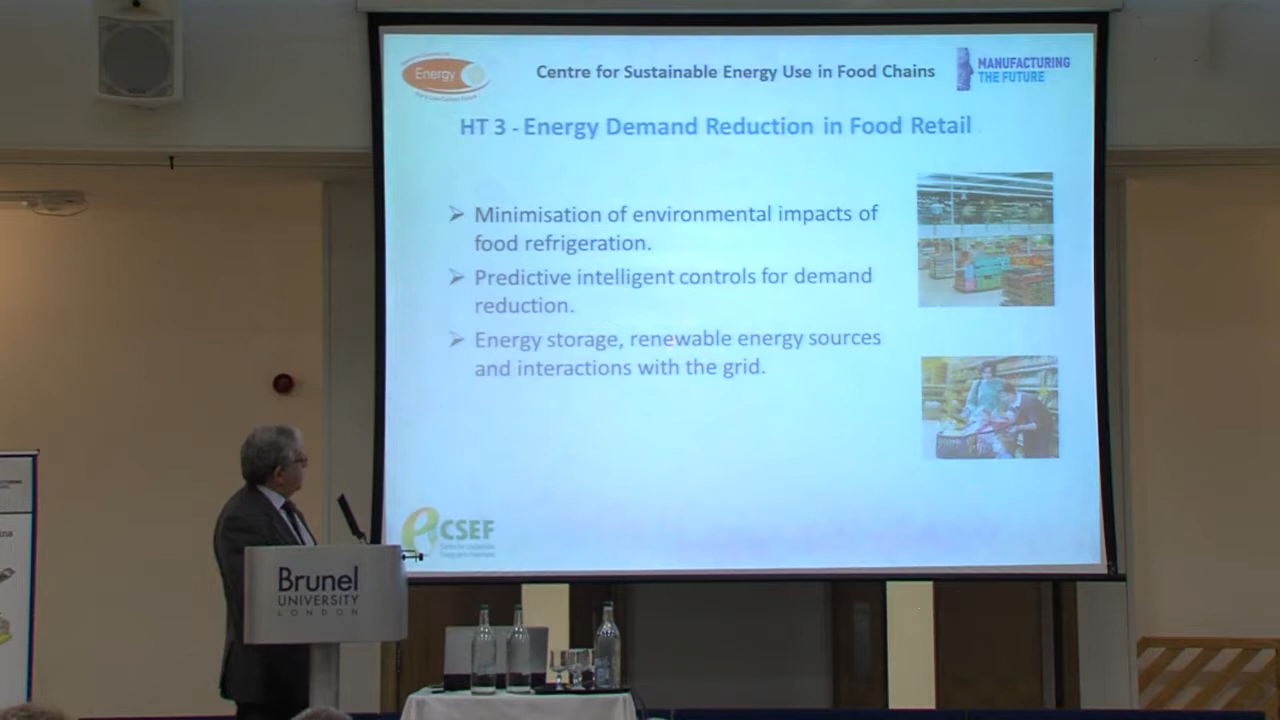 Energy
Centre for Sustainable Energy Use in Food Chains
MANUFACTURING
THE FUTURE
HT 3 - Energy Demand Reduction in Food Retail
➢ Minimisation of environmental impacts of
food refrigeration.
➢ Predictive intelligent controls for demand
reduction.
➢ Energy storage, renewable energy sources
and interactions with the grid.
CSEF
Brunel
UNIVERSITY
LONDON